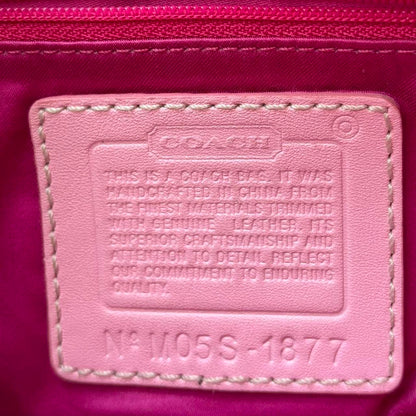 COACH
THIS IS A COACH BAG. IT WAS
HANDCRAFTED IN CHINA FROM
THE FINEST MATERIALS TRIMMED
WITH GENUINE LEATHER. ITS
SUPERIOR CRAFTSMANSHIP AND
ATTENTION TO DETAIL REFLECT
OUR COMMITMENT TO ENDURING
QUALITY.
Nº M05S-1877